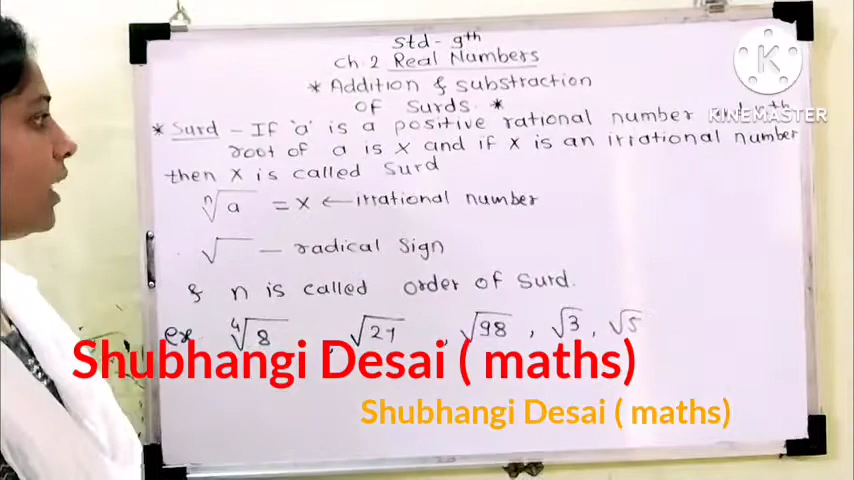 std - 9th
Ch. 2 Real Numbers
* Addition & substraction
of Surds *
* Surd - If 'a' is a positive rational number and nth
root of a is x and if x is an irrational number
then x is called Surd
n√a = x ← irrational number
√ — radical sign
& n is called order of surd.
ex ⁴√8 , √27 , √98 , √3 , √5
Shubhangi Desai ( maths)
Shubhangi Desai ( maths)
K
KINEMASTER